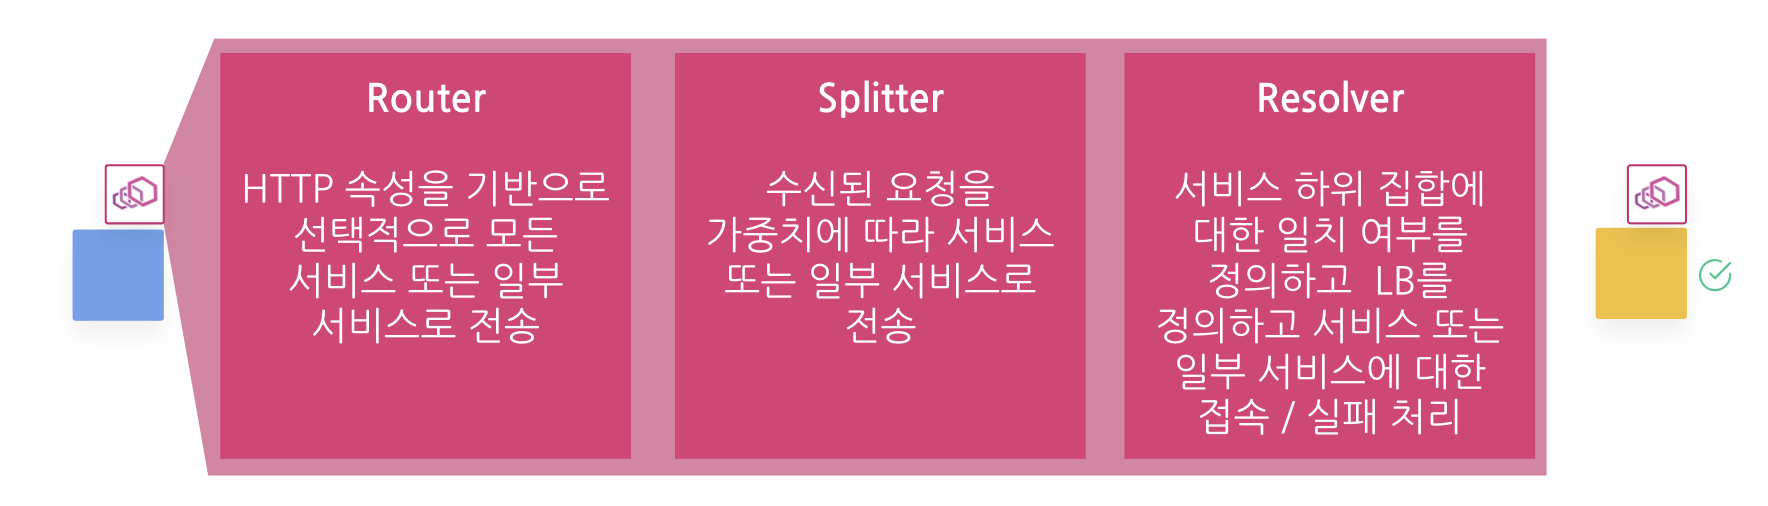 Router
HTTP 속성을 기반으로
선택적으로 모든
서비스 또는 일부
서비스로 전송
Splitter
수신된 요청을
가중치에 따라 서비스
또는 일부 서비스로
전송
Resolver
서비스 하위 집합에
대한 일치 여부를
정의하고 LB를
정의하고 서비스 또는
일부 서비스에 대한
접속 / 실패 처리